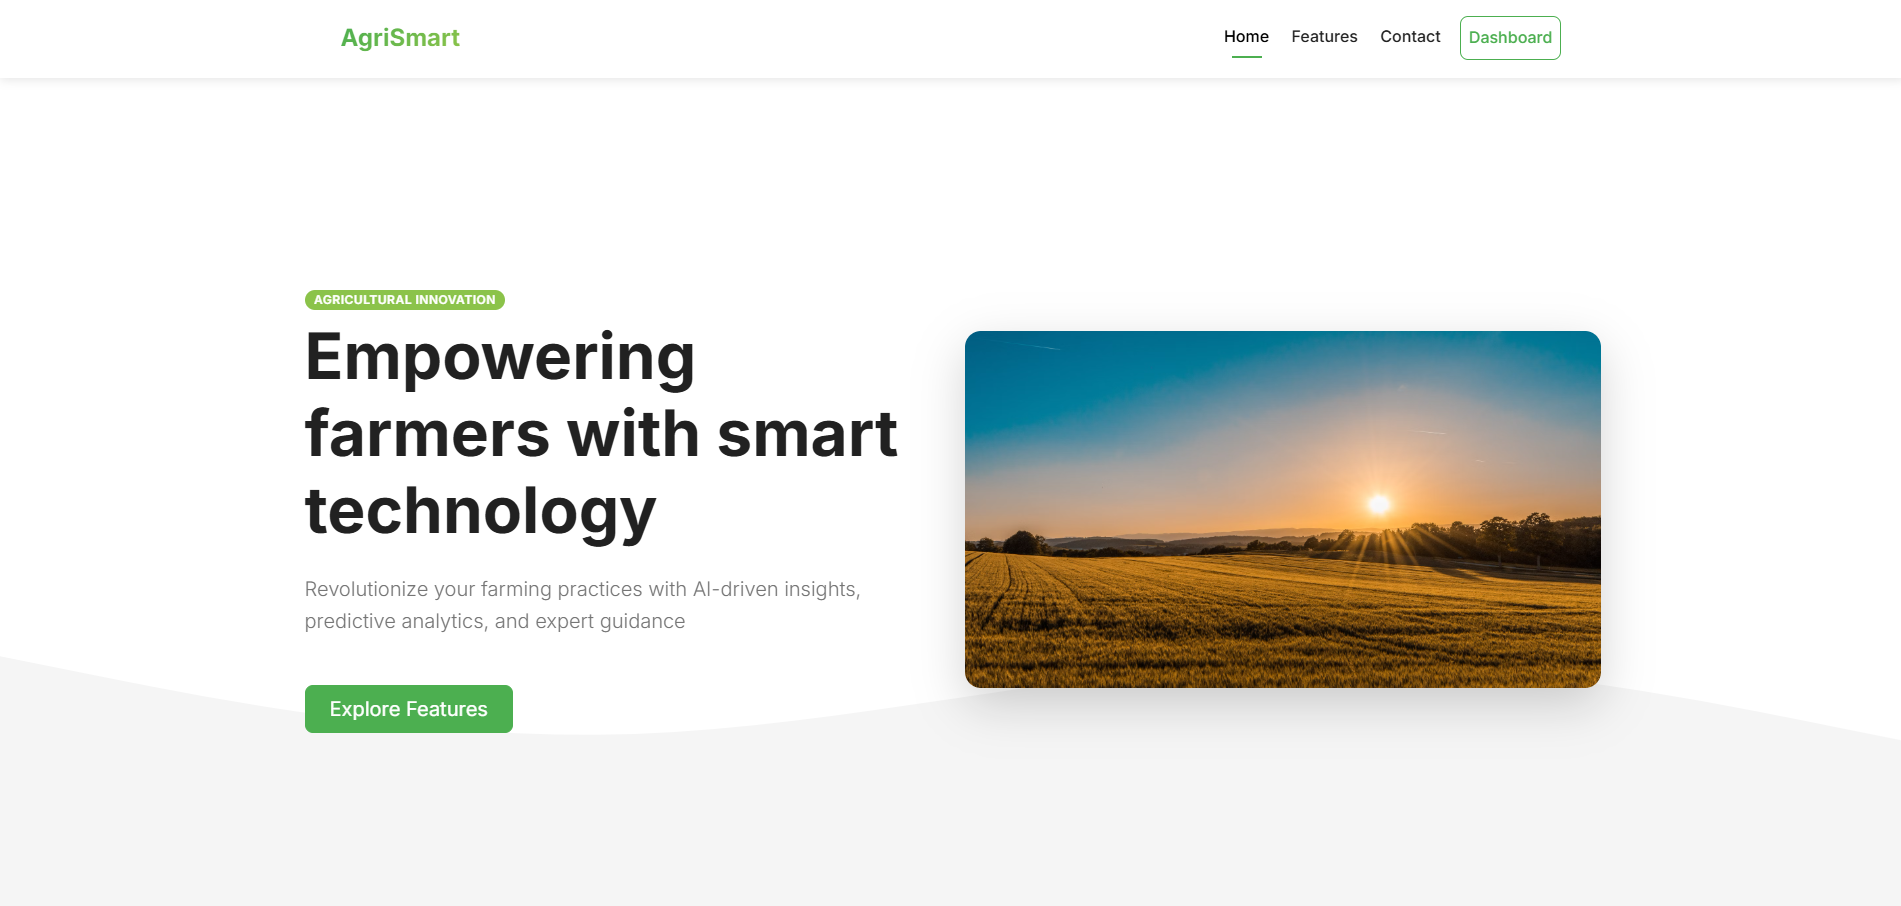 AgriSmart
Home
Features
Contact
Dashboard
AGRICULTURAL INNOVATION
Empowering
farmers with smart
technology
Revolutionize your farming practices with AI-driven insights,
predictive analytics, and expert guidance
Explore Features